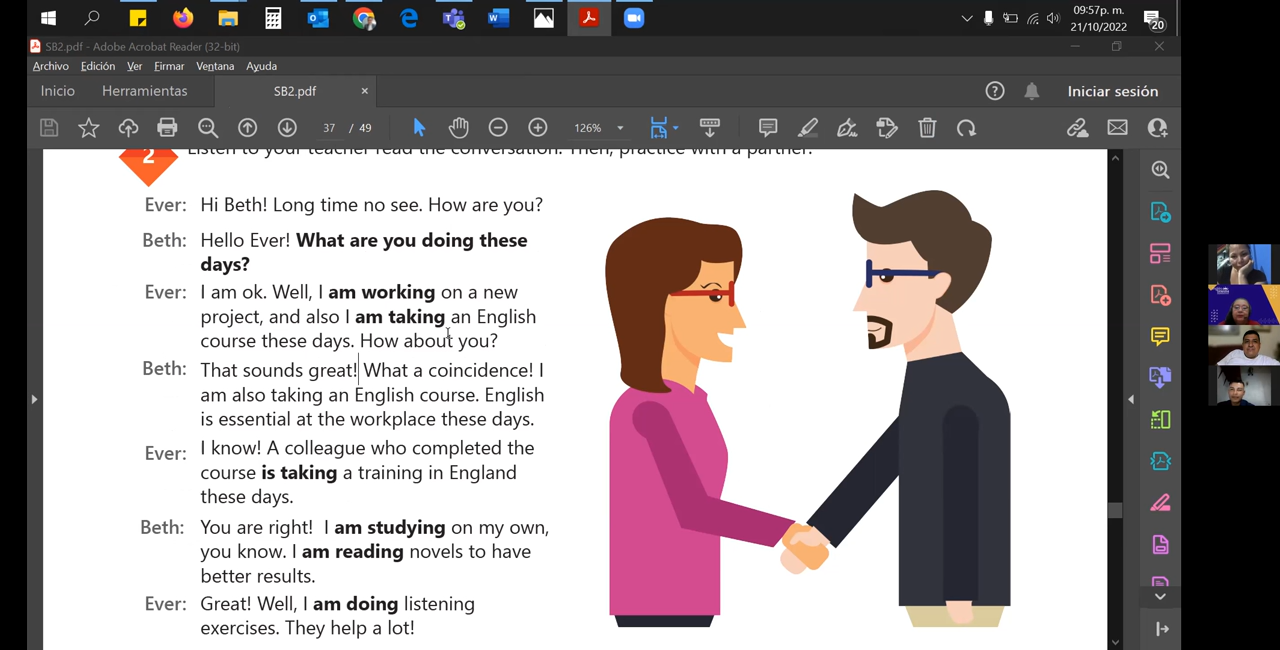 09:57p. m.
21/10/2022
20
SB2.pdf - Adobe Acrobat Reader (32-bit)
Archivo Edición Ver Firmar Ventana Ayuda
Inicio Herramientas SB2.pdf × Iniciar sesión
37 / 49 126%
2 Listen to your teacher read the conversation. Then, practice with a partner.
Ever: Hi Beth! Long time no see. How are you?
Beth: Hello Ever! What are you doing these
days?
Ever: I am ok. Well, I am working on a new
project, and also I am taking an English
course these days. How about you?
Beth: That sounds great! What a coincidence! I
am also taking an English course. English
is essential at the workplace these days.
Ever: I know! A colleague who completed the
course is taking a training in England
these days.
Beth: You are right! I am studying on my own,
you know. I am reading novels to have
better results.
Ever: Great! Well, I am doing listening
exercises. They help a lot!